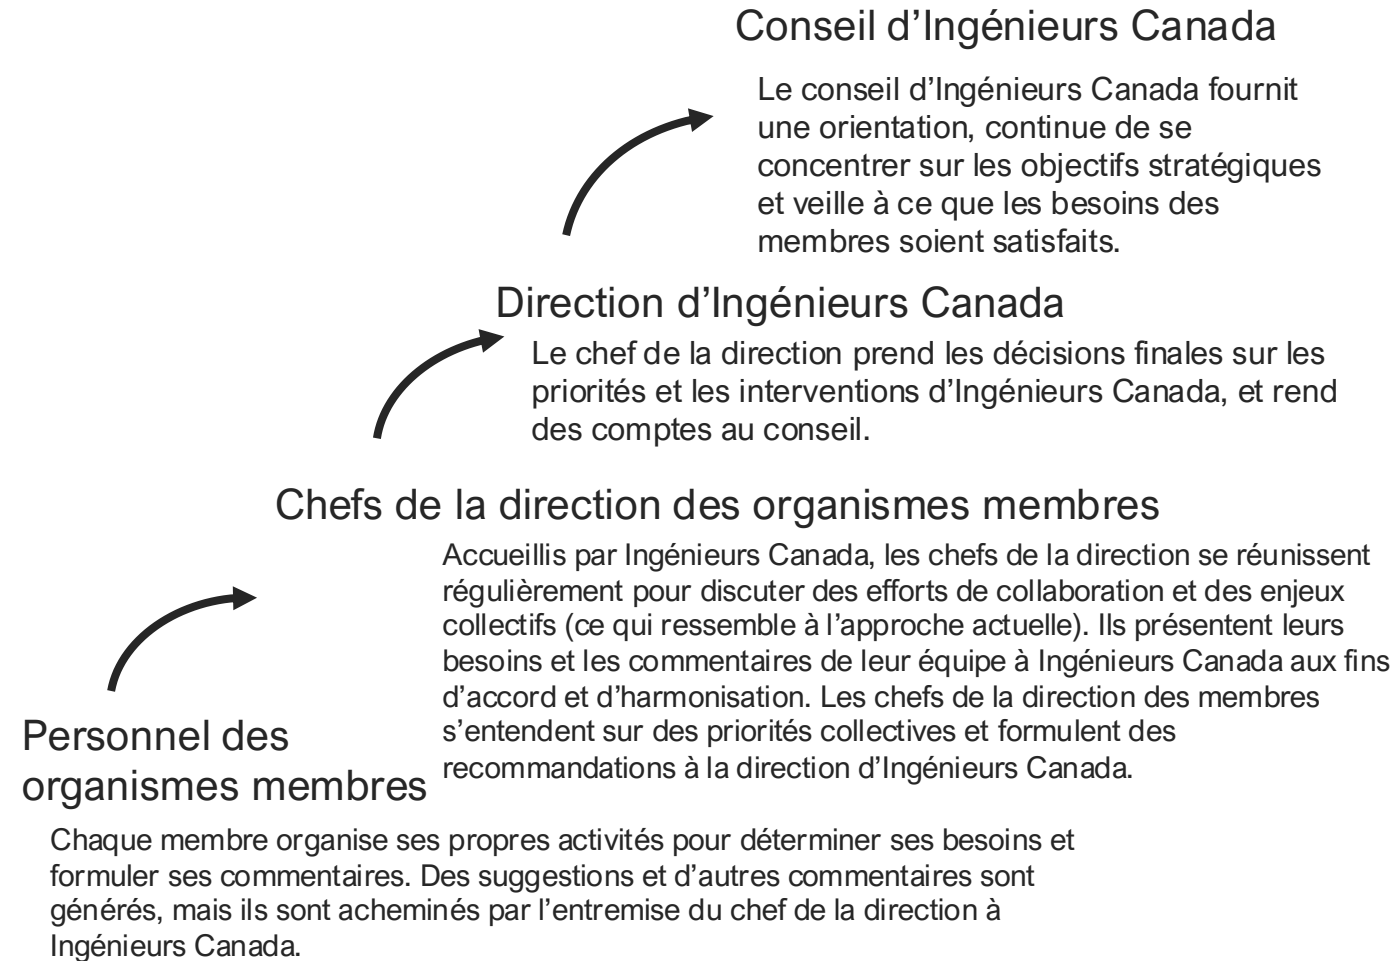 Conseil d’Ingénieurs Canada
Le conseil d’Ingénieurs Canada fournit
une orientation, continue de se
concentrer sur les objectifs stratégiques
et veille à ce que les besoins des
membres soient satisfaits.
Direction d’Ingénieurs Canada
Le chef de la direction prend les décisions finales sur les
priorités et les interventions d’Ingénieurs Canada, et rend
des comptes au conseil.
Chefs de la direction des organismes membres
Accueillis par Ingénieurs Canada, les chefs de la direction se réunissent
régulièrement pour discuter des efforts de collaboration et des enjeux
collectifs (ce qui ressemble à l’approche actuelle). Ils présentent leurs
besoins et les commentaires de leur équipe à Ingénieurs Canada aux fins
d’accord et d’harmonisation. Les chefs de la direction des membres
s’entendent sur des priorités collectives et formulent des
recommandations à la direction d’Ingénieurs Canada.
Personnel des
organismes membres
Chaque membre organise ses propres activités pour déterminer ses besoins et
formuler ses commentaires. Des suggestions et d’autres commentaires sont
générés, mais ils sont acheminés par l’entremise du chef de la direction à
Ingénieurs Canada.